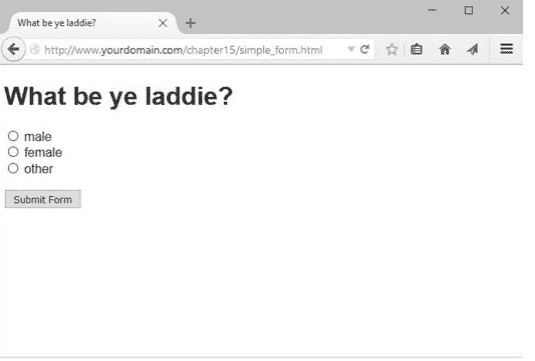 What be ye laddie?
http://www.yourdomain.com/chapter15/simple_form.html
What be ye laddie?
male
female
other
Submit Form